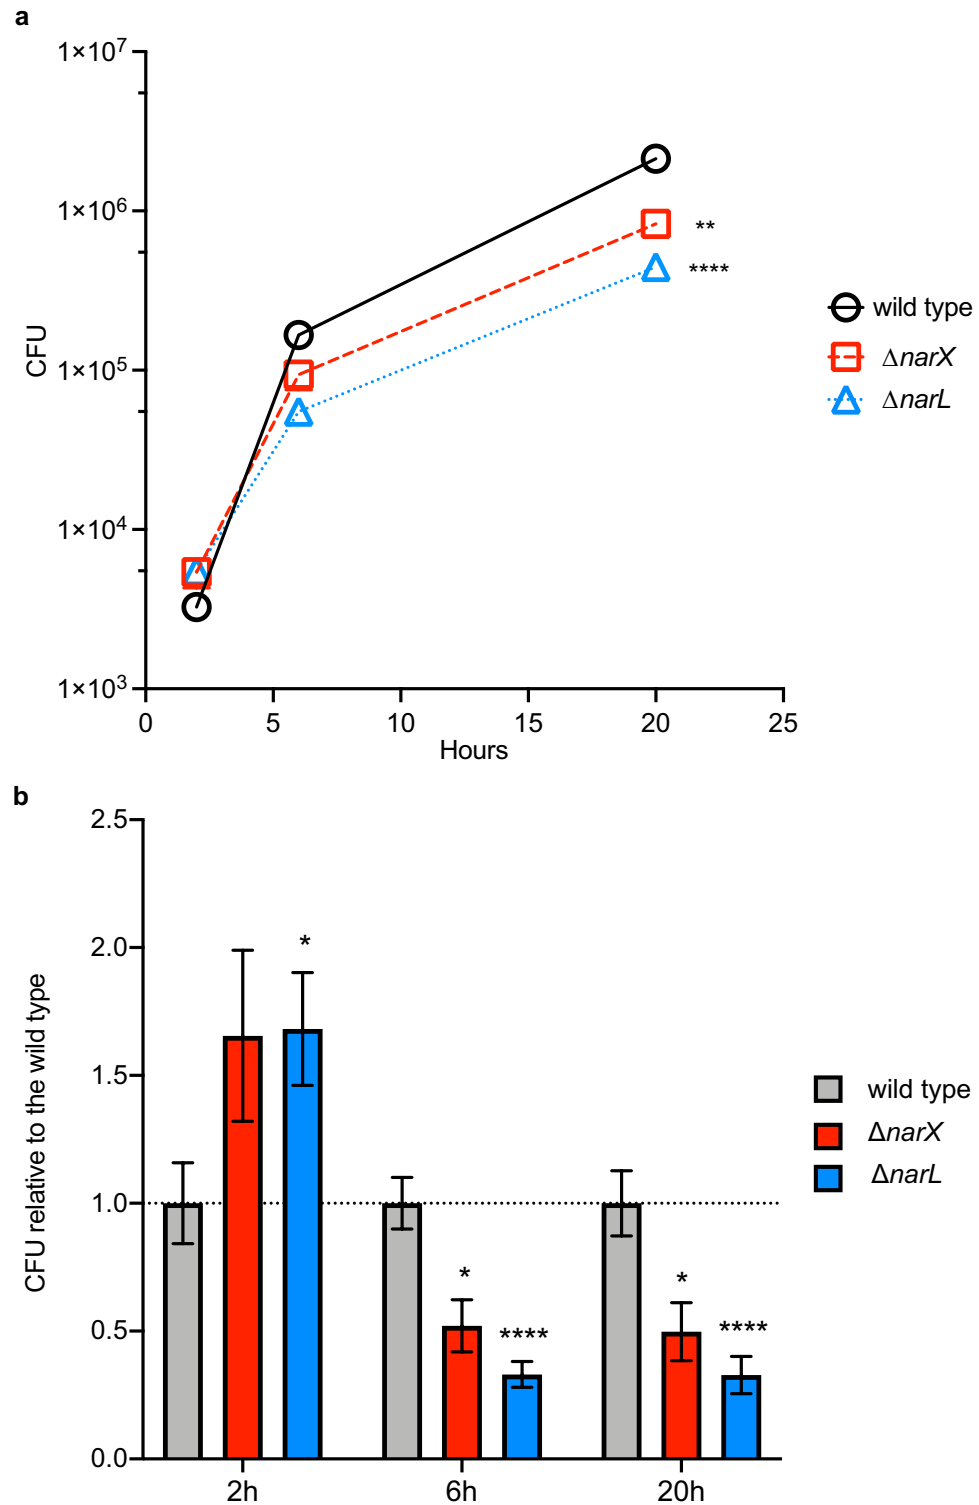 a
1×10⁷
1×10⁶
1×10⁵
1×10⁴
1×10³
CFU
0 5 10 15 20 25
Hours
**
****
wild type
ΔnarX
ΔnarL
b
2.5
2.0
1.5
1.0
0.5
0.0
CFU relative to the wild type
*
*
****
*
****
2h 6h 20h
wild type
ΔnarX
ΔnarL